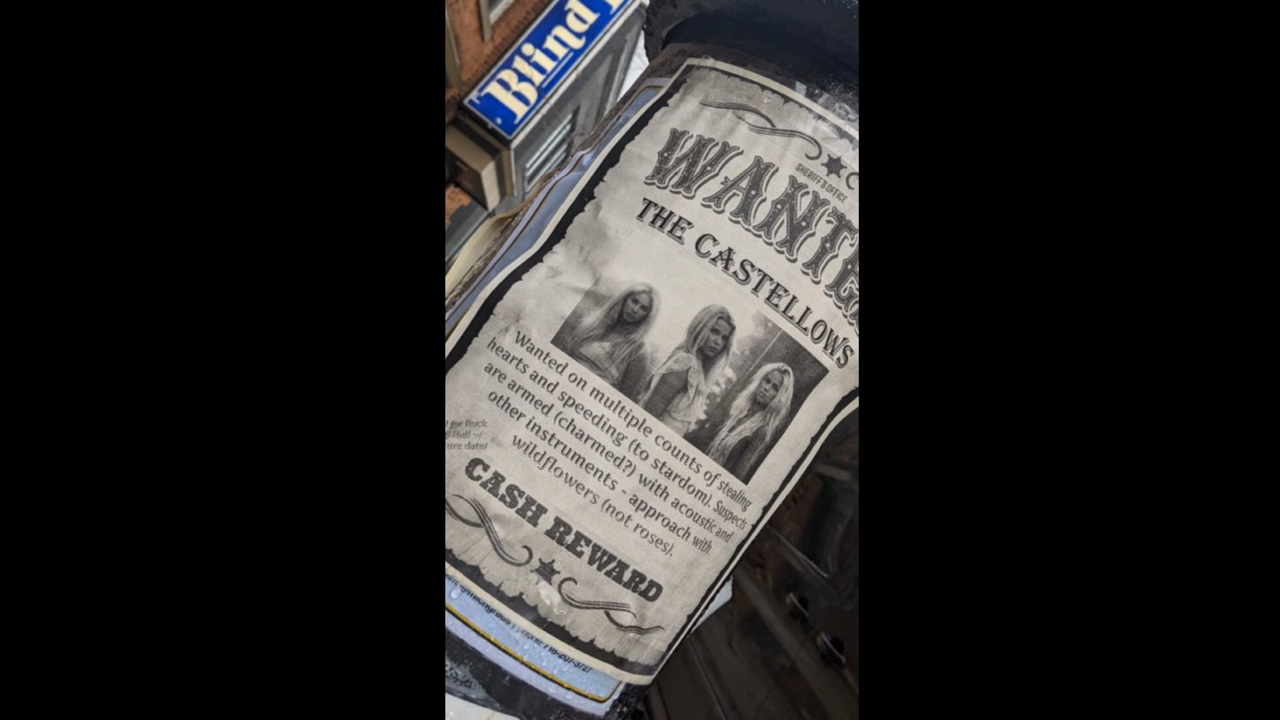 Blind
SHERIFF'S OFFICE
WANTE
THE CASTELLOWS
Wanted on multiple counts of stealing
hearts and speeding (to stardom). Suspects
are armed (charmed?) with acoustic and
other instruments - approach with
wildflowers (not roses).
CASH REWARD